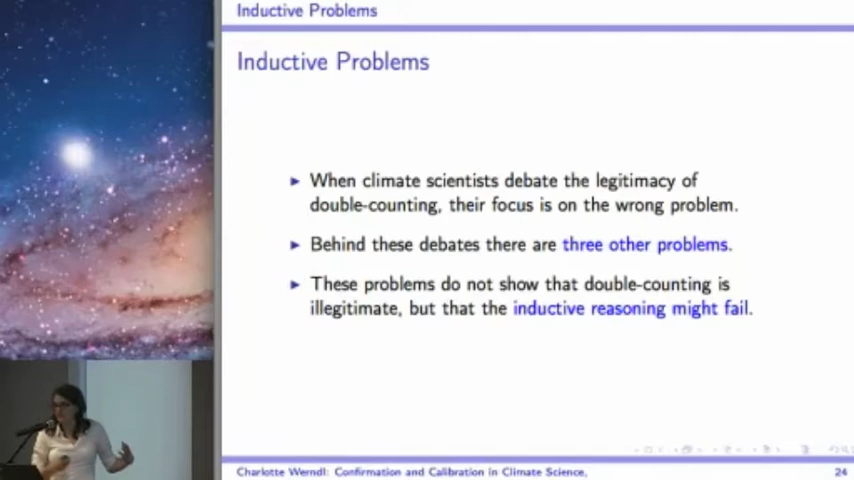 Inductive Problems
Inductive Problems
▶ When climate scientists debate the legitimacy of
double-counting, their focus is on the wrong problem.
▶ Behind these debates there are three other problems.
▶ These problems do not show that double-counting is
illegitimate, but that the inductive reasoning might fail.
Charlotte Werndl: Confirmation and Calibration in Climate Science,
24